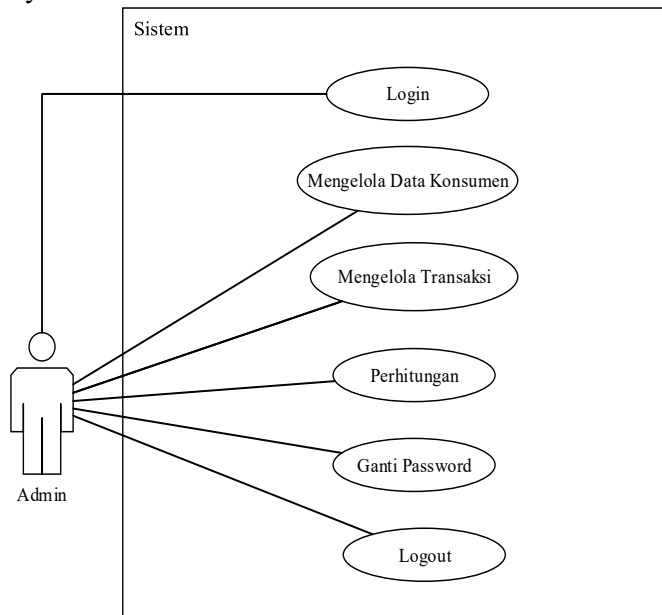 Sistem
Login
Mengelola Data Konsumen
Mengelola Transaksi
Perhitungan
Ganti Password
Admin
Logout